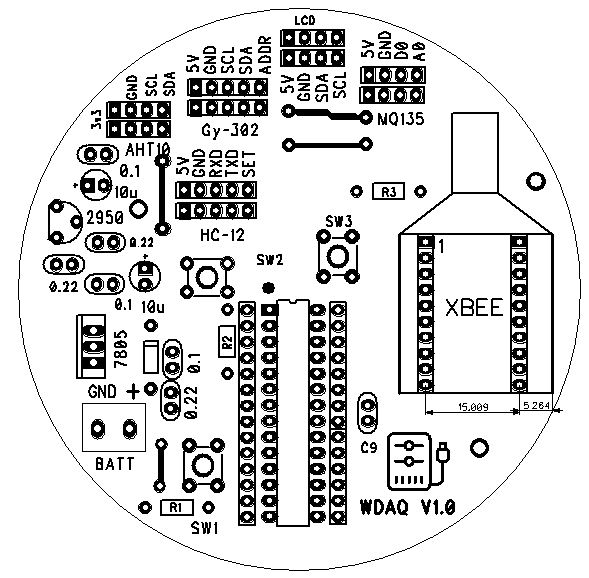 LCD
5V
GND
SCL
SDA
ADDR
5V
GND
SDA
SCL
5V
GND
D0
A0
MQ135
3v3
GND
SCL
SDA
AHT10
Gy-302
5V
GND
RXD
TXD
SET
HC-12
0.1
+
10u
2950
0.22
0.22
+
0.1
10u
R3
SW3
SW2
1
XBEE
7805
R2
0.1
0.22
GND +
BATT
15.009
5.264
C9
R1
SW1
WDAQ V1.0